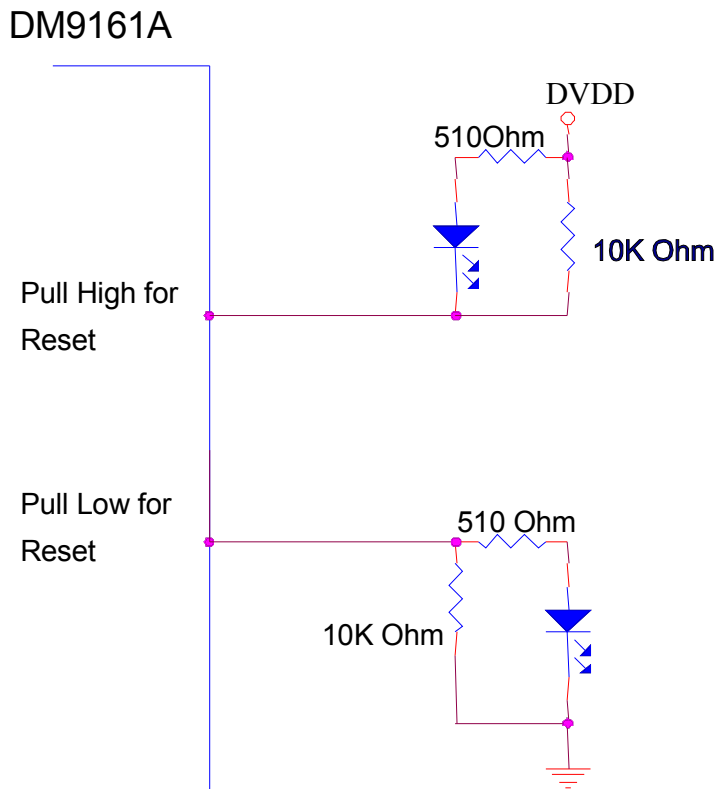 DM9161A
DVDD
510Ohm
10K Ohm
Pull High for
Reset
Pull Low for
Reset
510 Ohm
10K Ohm